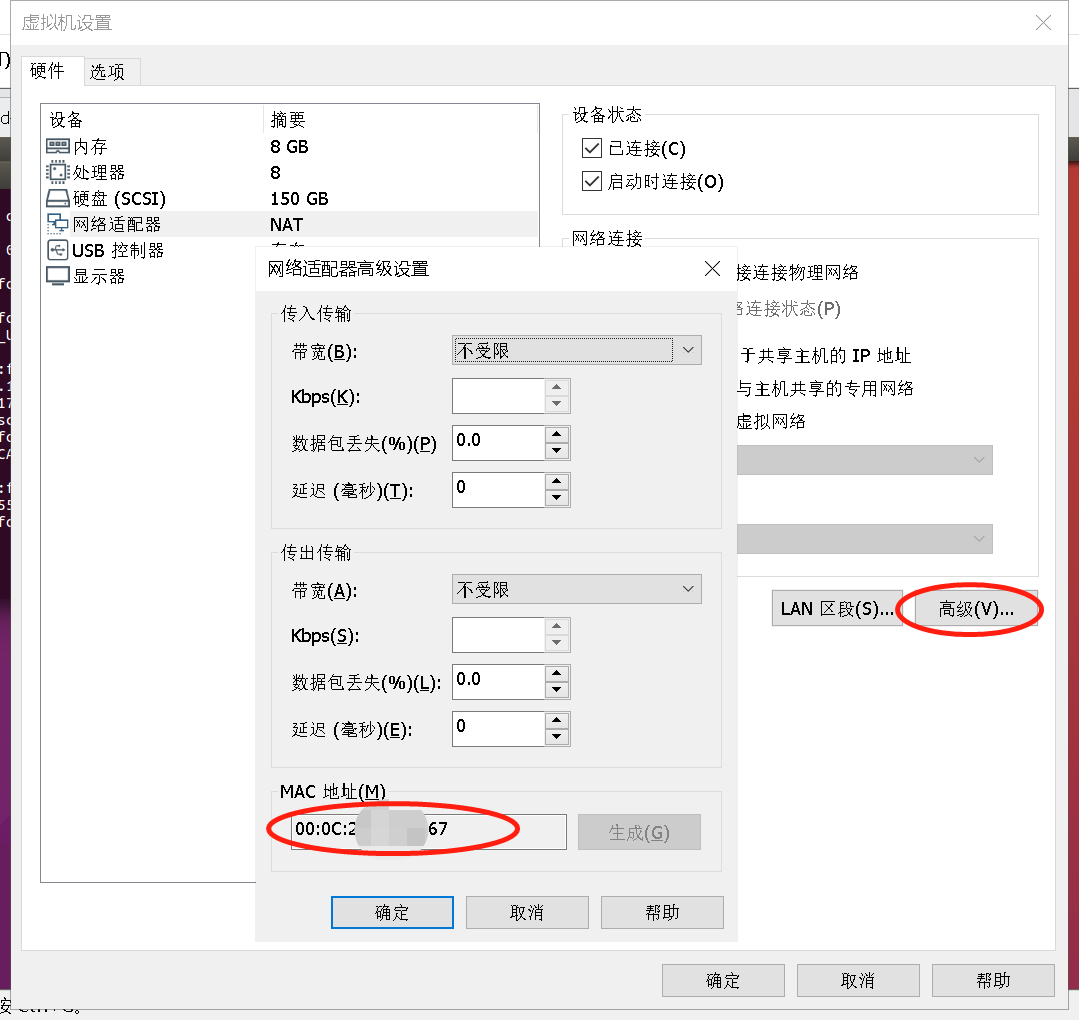 虚拟机设置
硬件 选项
设备 摘要
内存 8 GB
处理器 8
硬盘 (SCSI) 150 GB
网络适配器 NAT
USB 控制器
显示器
设备状态
已连接(C)
启动时连接(O)
网络连接
接连接物理网络
连接状态(P)
于共享主机的 IP 地址
与主机共享的专用网络
虚拟网络
LAN 区段(S)... 高级(V)...
网络适配器高级设置
传入传输
带宽(B): 不受限
Kbps(K):
数据包丢失(%)(P) 0.0
延迟 (毫秒)(T): 0
传出传输
带宽(A): 不受限
Kbps(S):
数据包丢失(%)(L): 0.0
延迟 (毫秒)(E): 0
MAC 地址(M)
00:0C:2 67 生成(G)
确定 取消 帮助
确定 取消 帮助